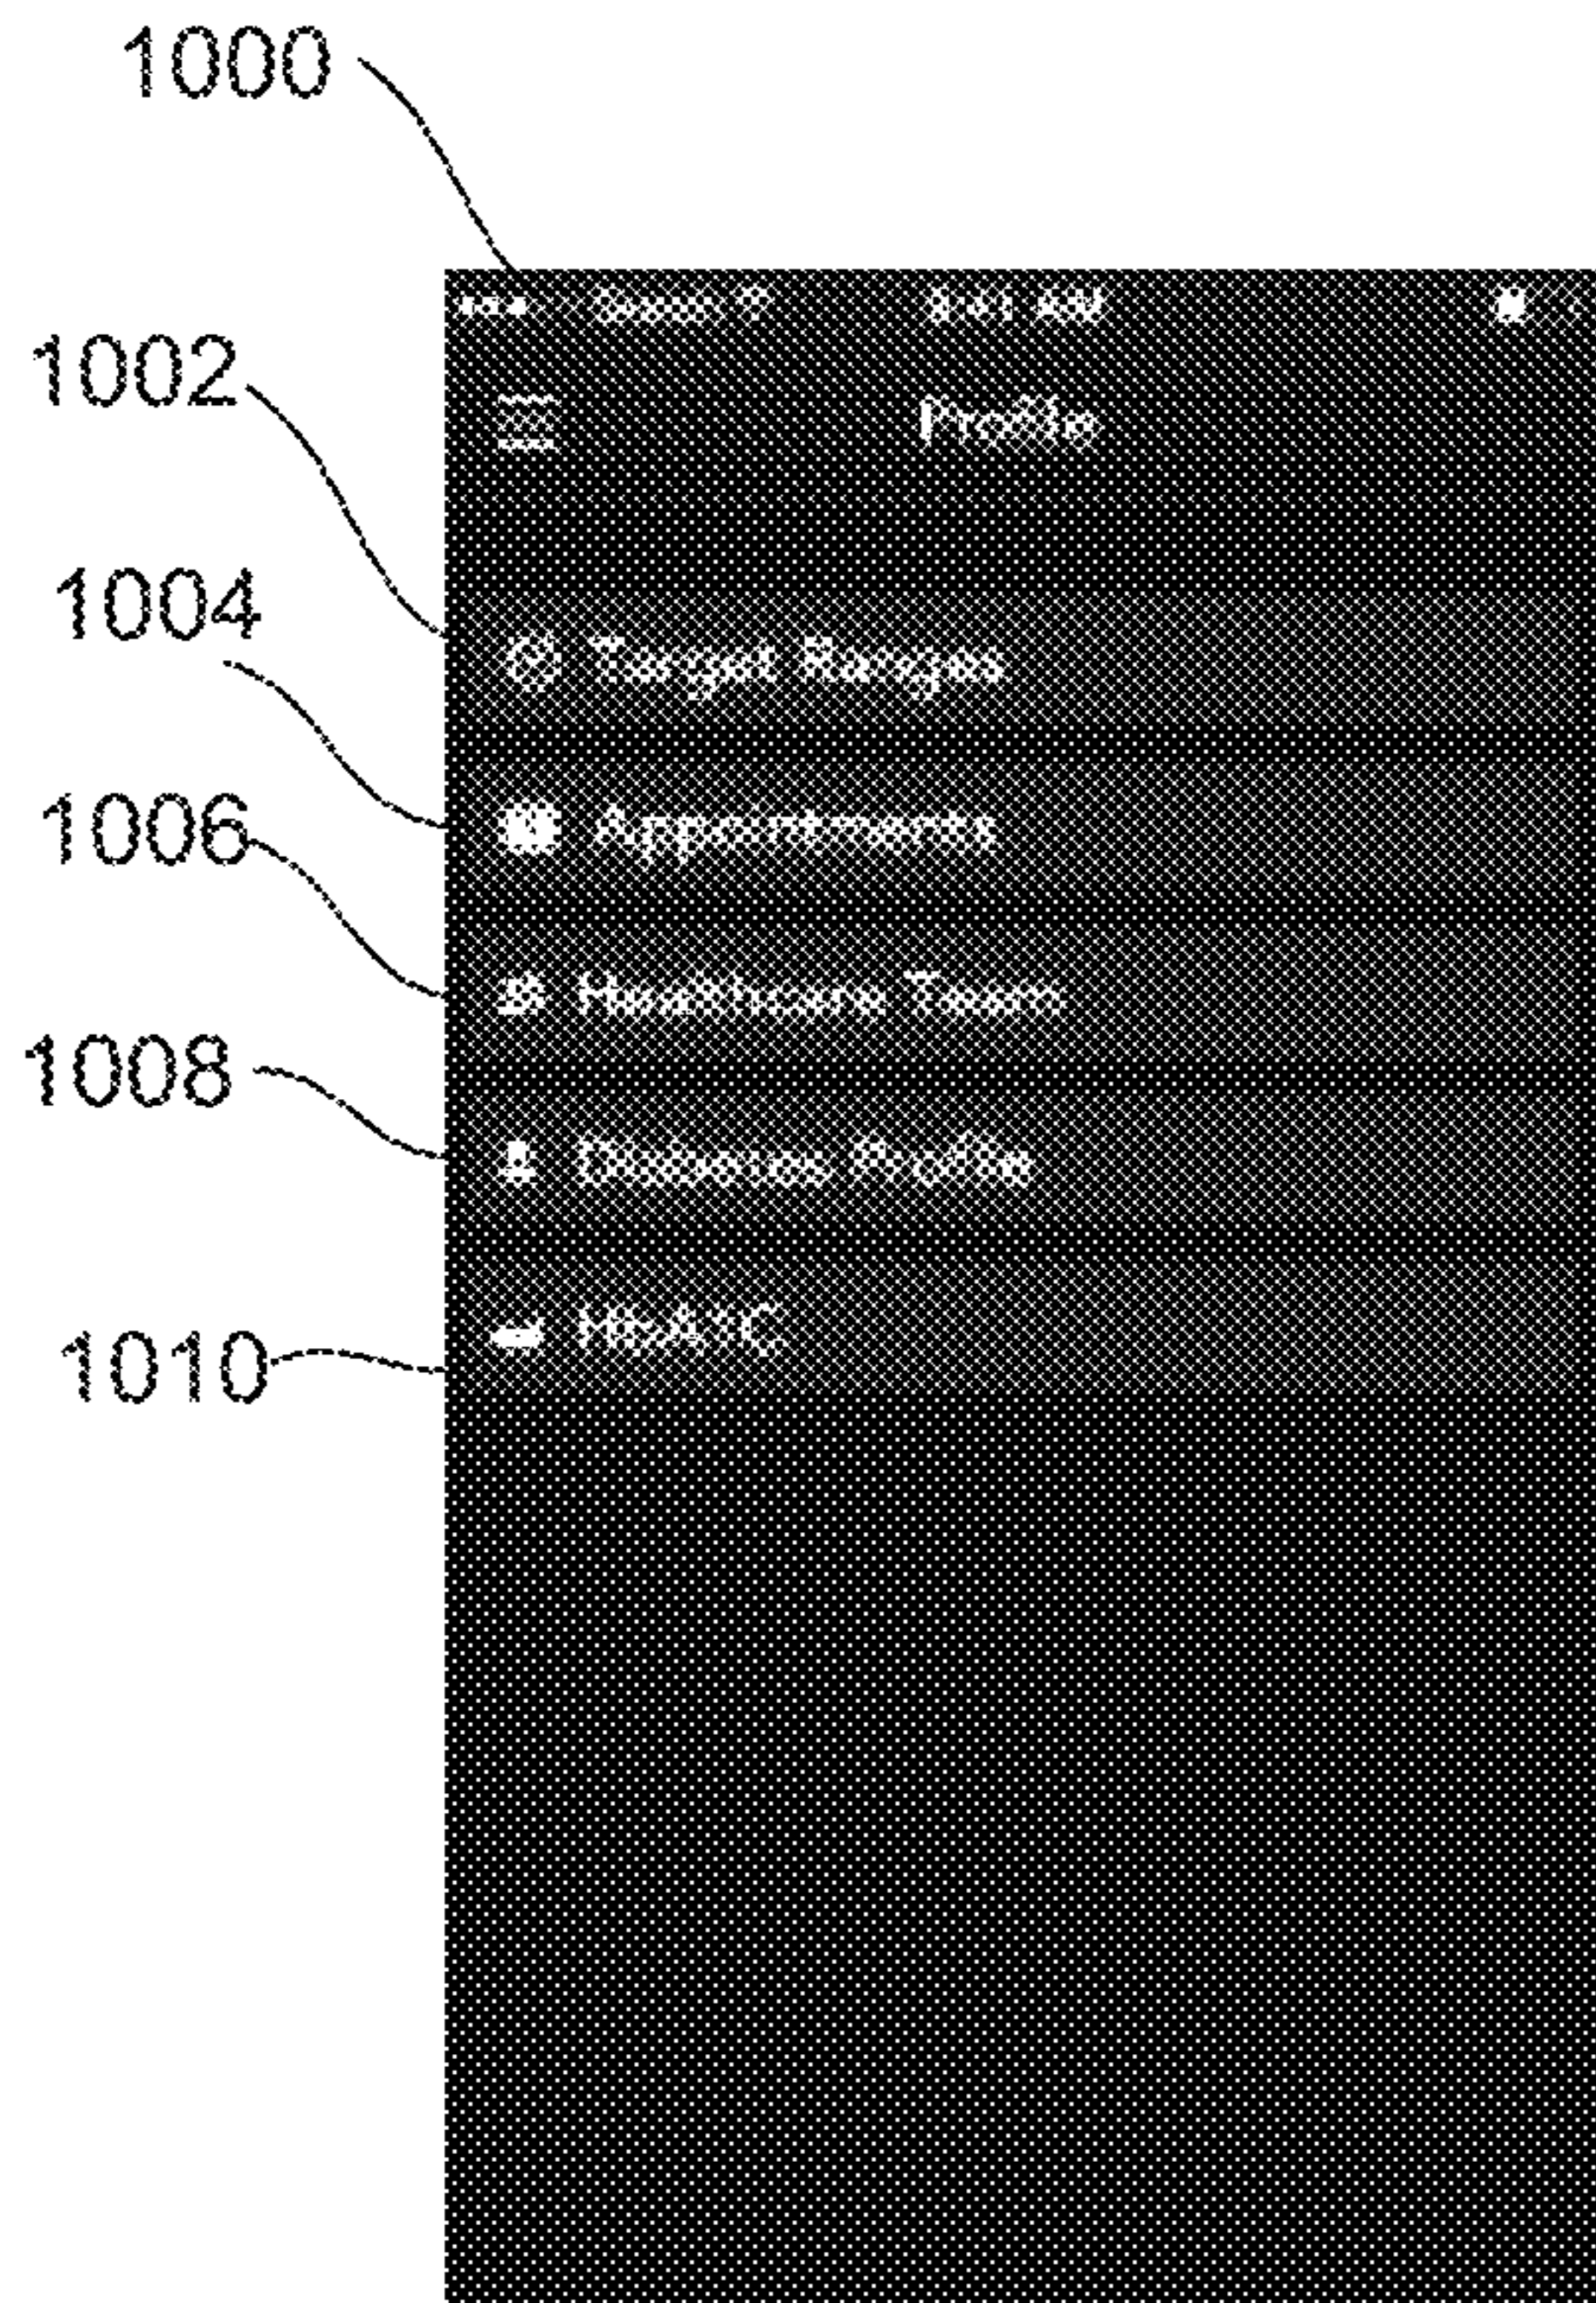 1000
Profile
1002
Target Ranges
1004
Appointments
1006
Healthcare Team
1008
Diabetes Profile
1010
HbA1C